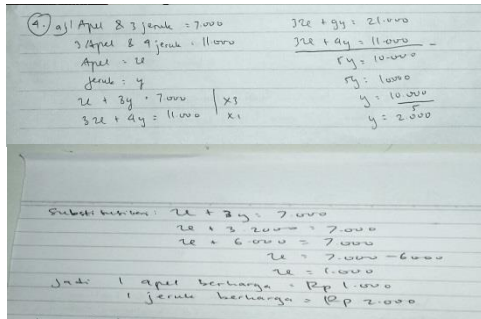 4. a) 1 Apel & 3 jeruk = 7.000
3 Apel & 4 jeruk = 11.000
Apel = x
Jeruk = y
x + 3y = 7.000 | x3
3x + 4y = 11.000 | x1
3x + 9y = 21.000
3x + 4y = 11.000 -
5y = 10.000
5y = 10000
y = 10.000
5
y = 2.000
Substitusikan: x + 3y = 7.000
x + 3.2000 = 7.000
x + 6.000 = 7.000
x = 7.000 - 6000
x = 1.000
Jadi 1 apel berharga = Rp 1.000
1 jeruk berharga = Rp 2.000